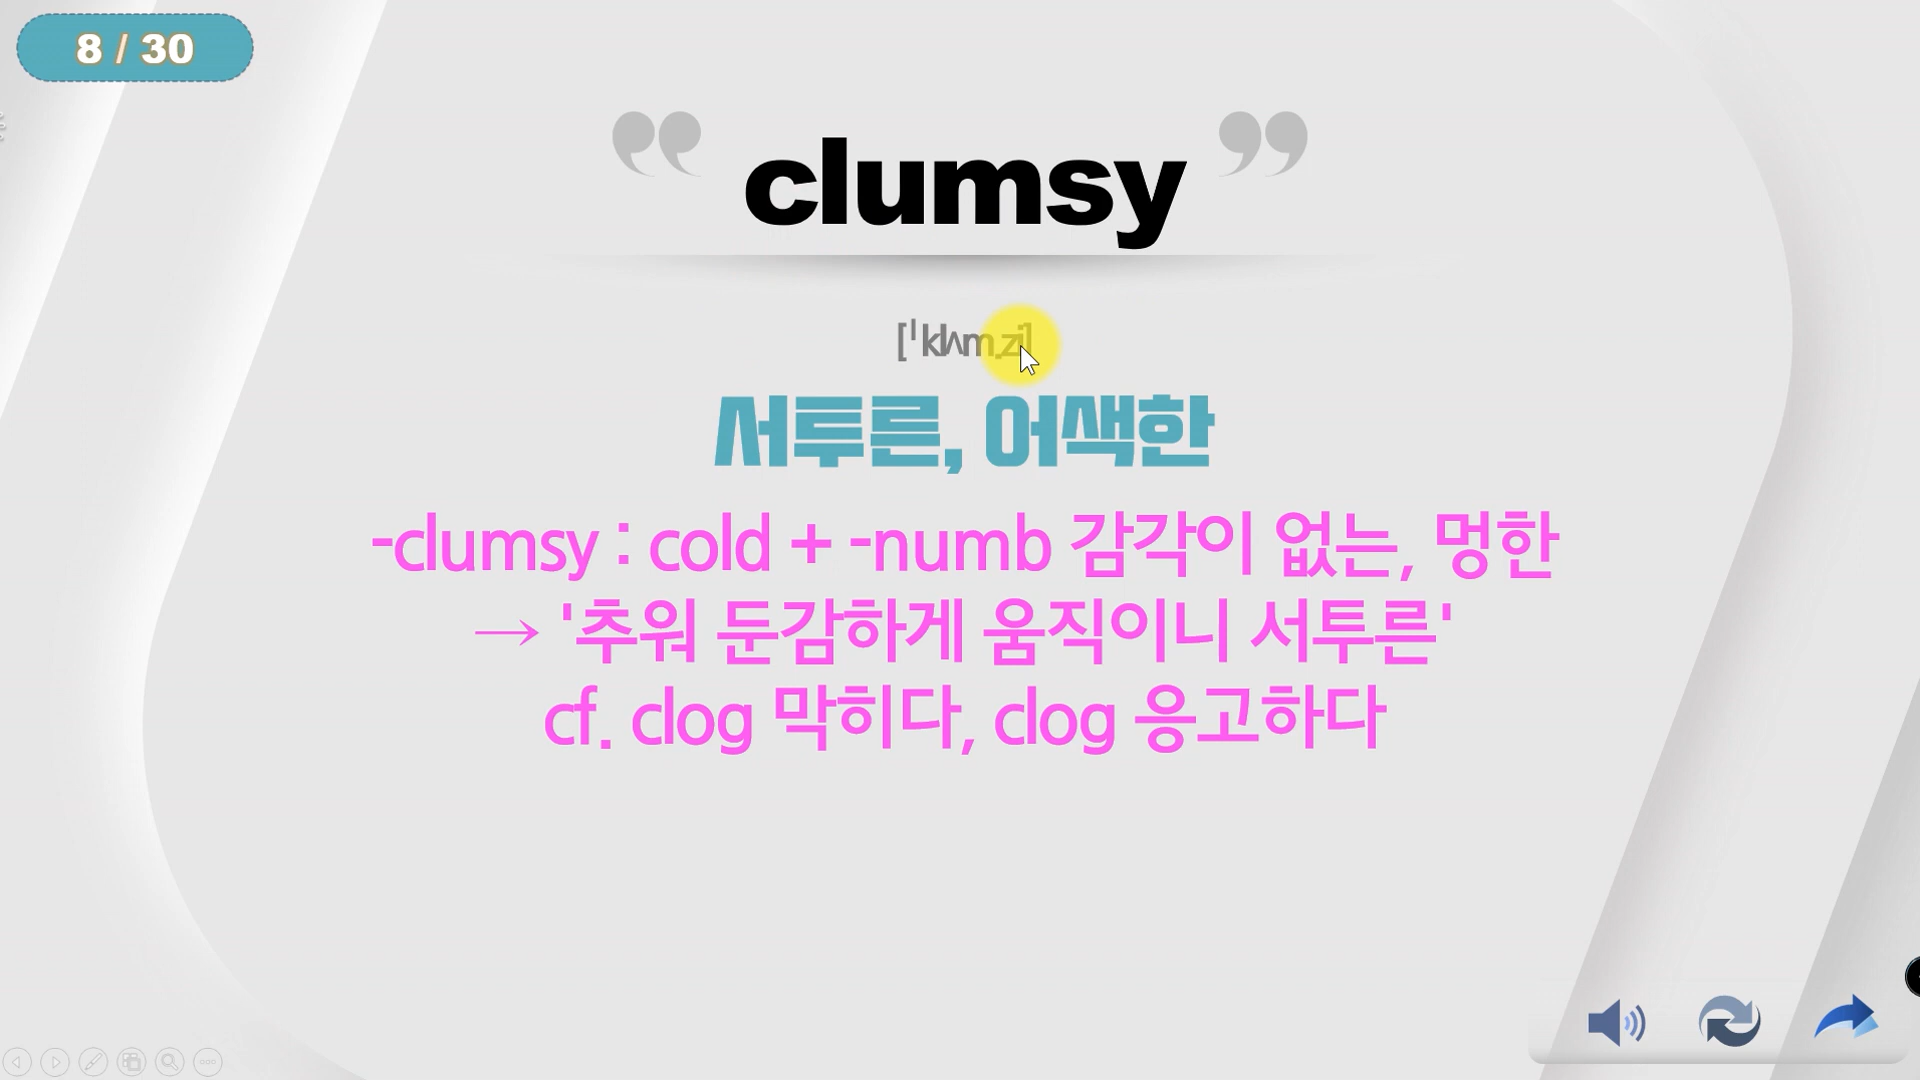 8 / 30
clumsy
[ˈklʌm.zi]
서투른, 어색한
-clumsy : cold + -numb 감각이 없는, 멍한
→ '추워 둔감하게 움직이니 서투른'
cf. clog 막히다, clog 응고하다